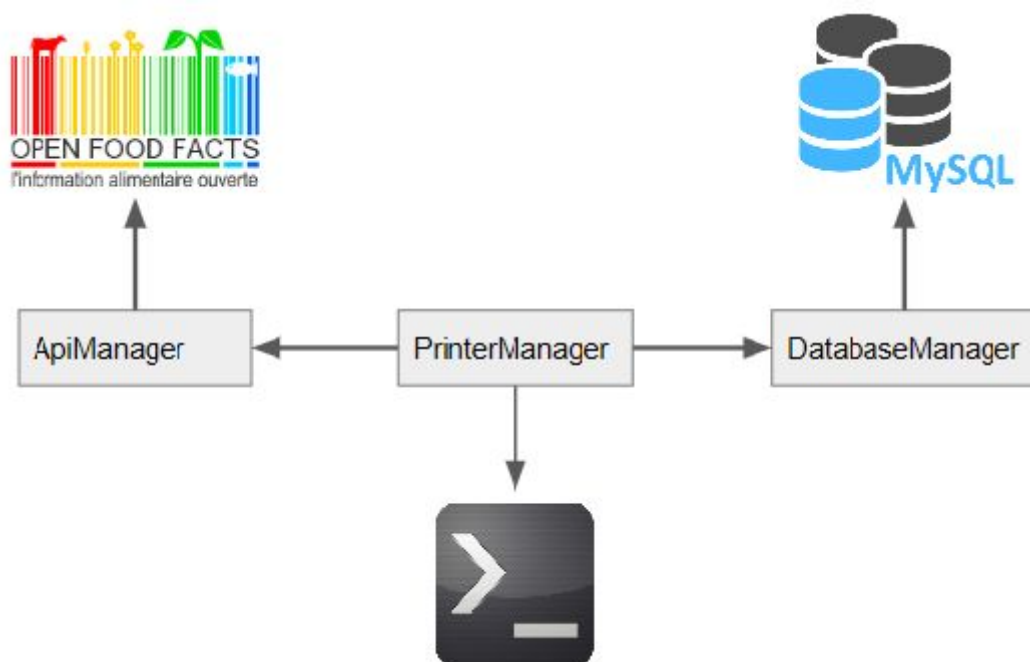 OPEN FOOD FACTS
l'information alimentaire ouverte
MySQL
ApiManager
PrinterManager
DatabaseManager
>_